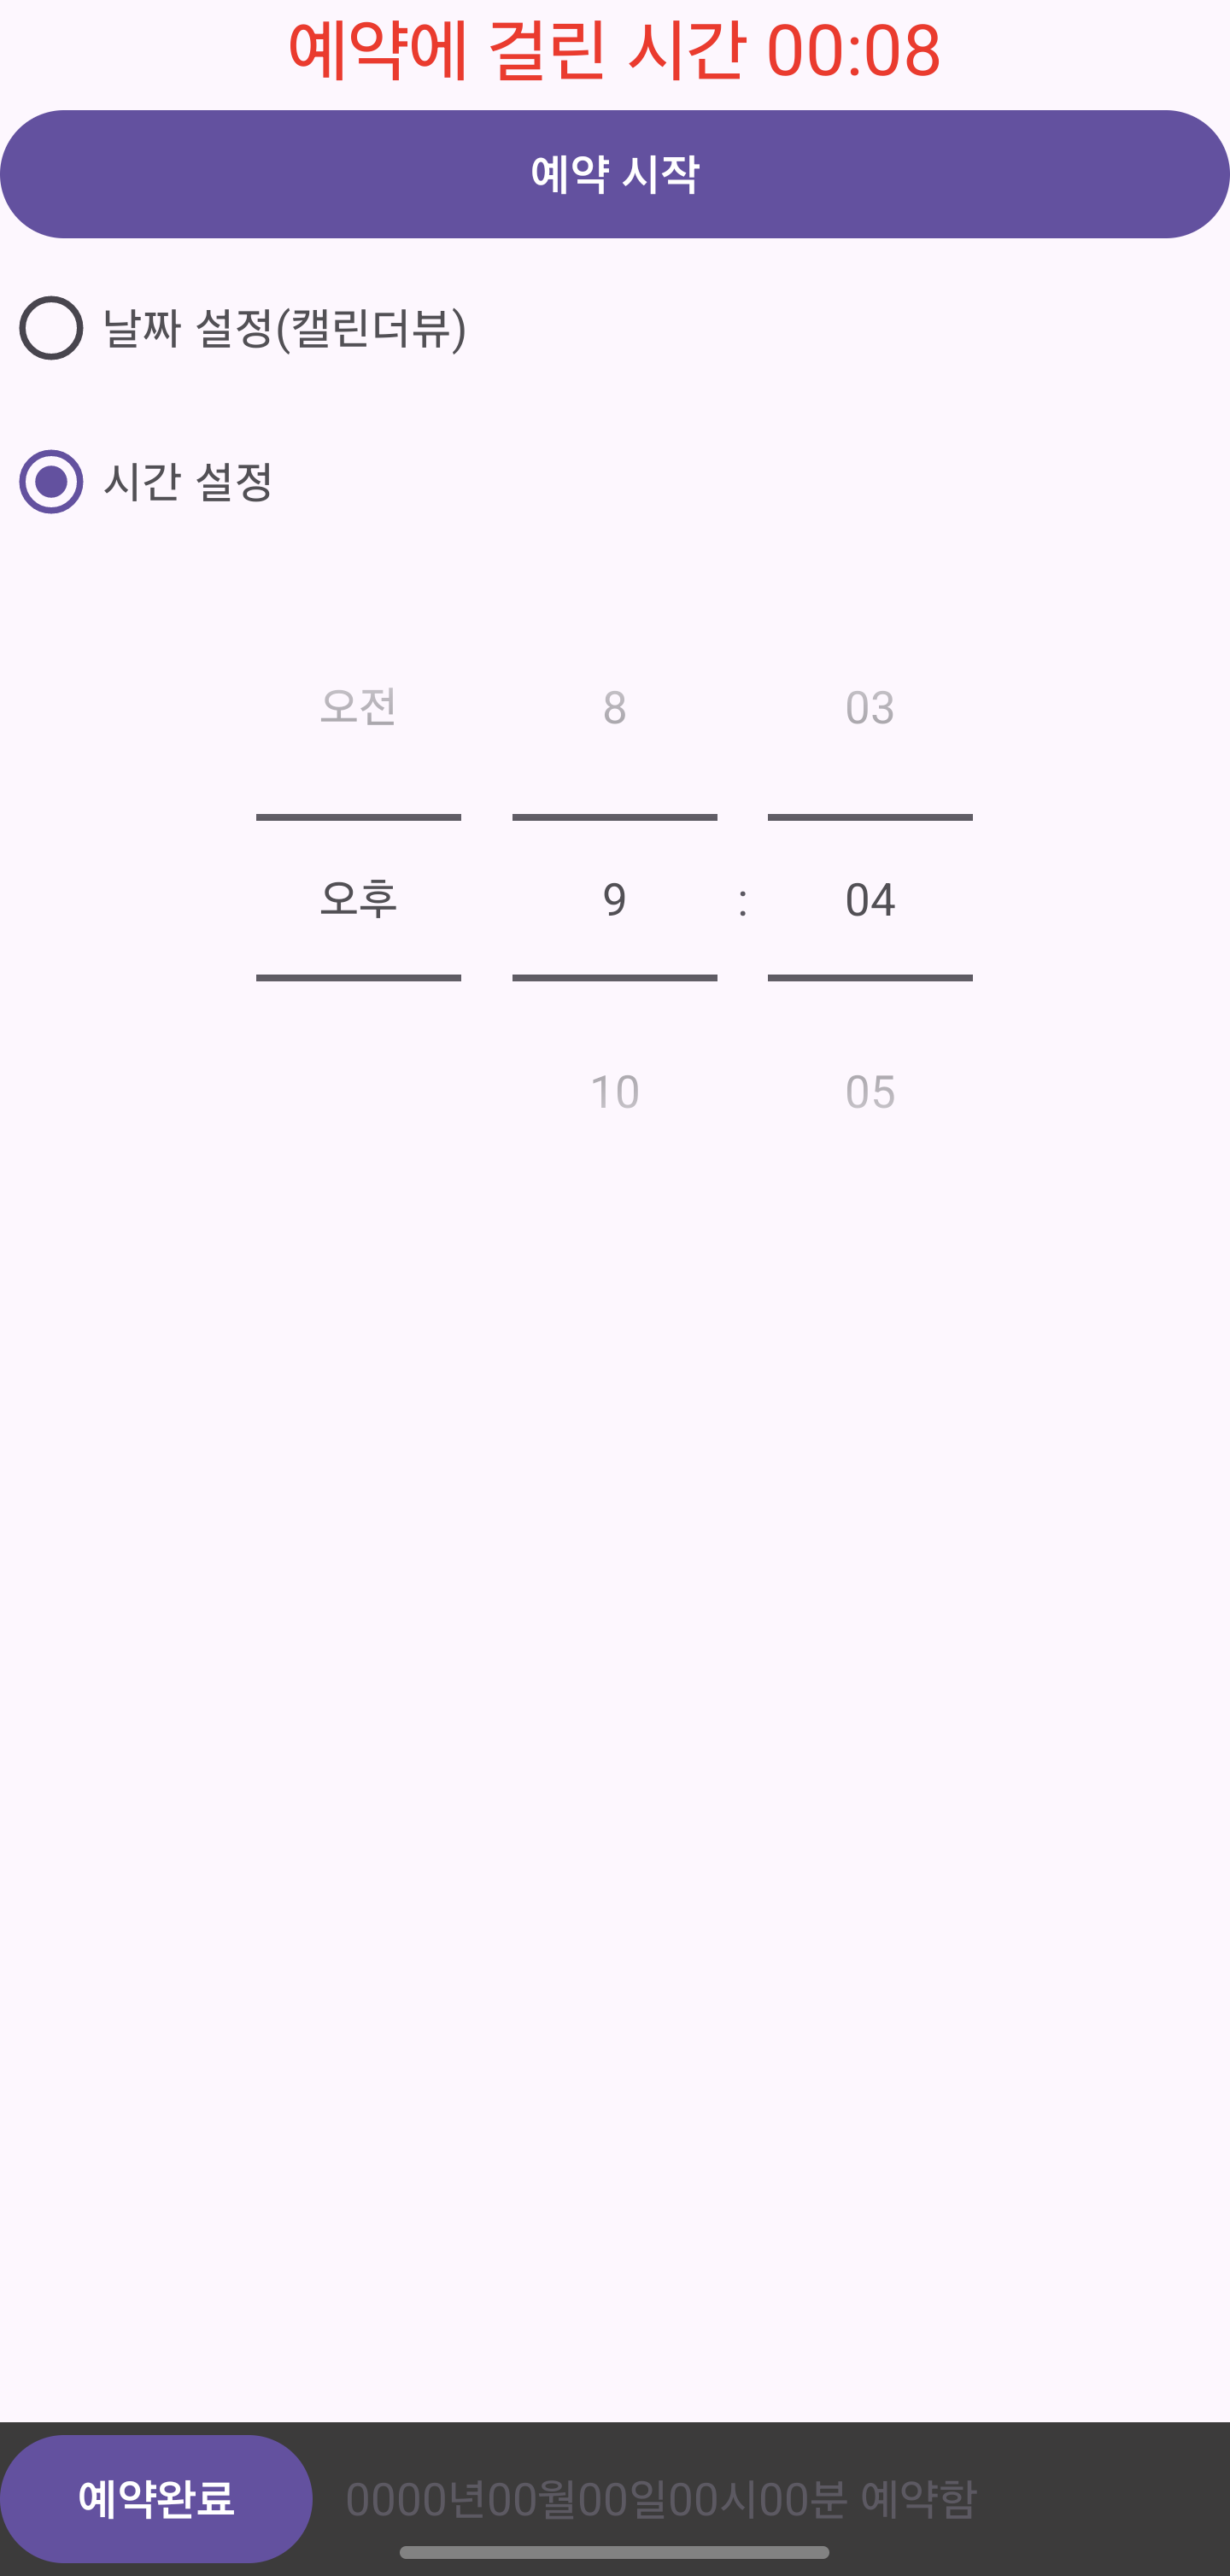 예약에 걸린 시간 00:08
예약 시작
날짜 설정(캘린더뷰)
시간 설정
오전 8 03
오후 9 : 04
10 05
예약완료 0000년00월00일00시00분 예약함